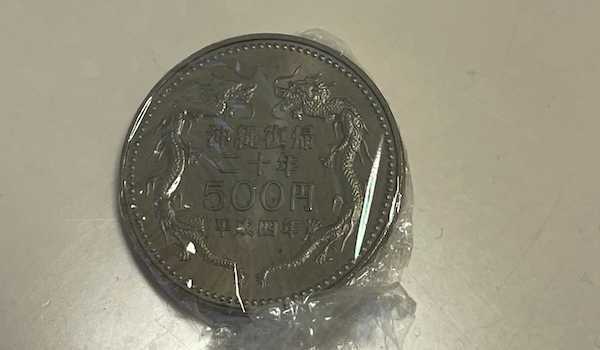 沖縄復帰
二十年
500円
平成四年